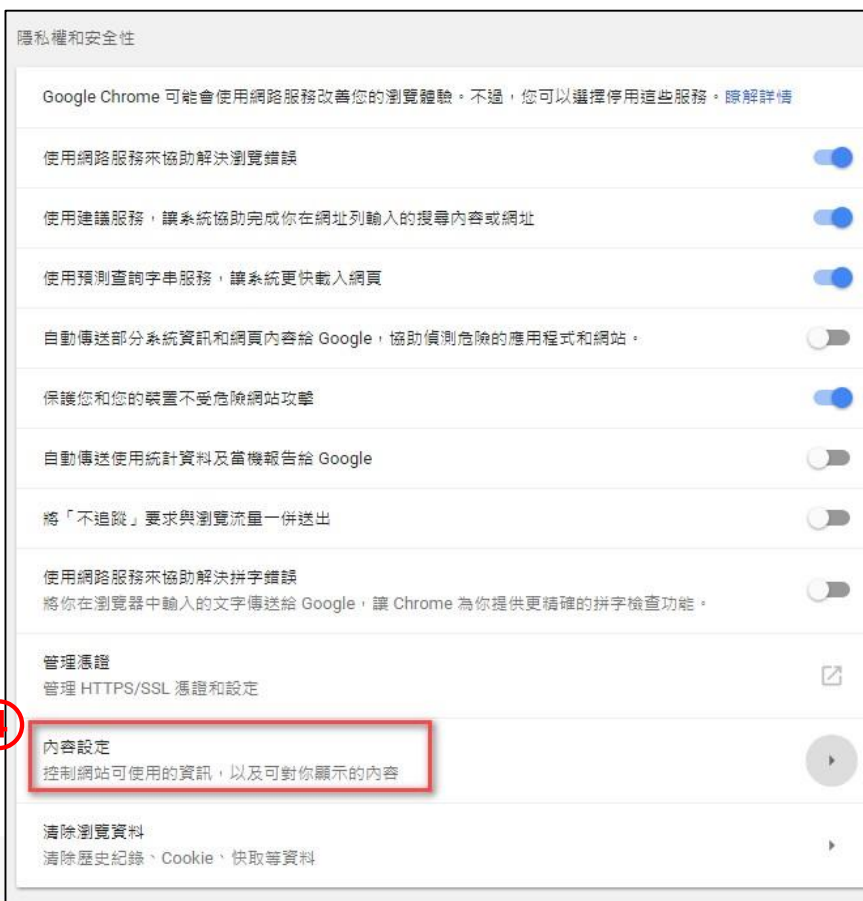 隱私權和安全性
Google Chrome 可能會使用網路服務改善您的瀏覽體驗。不過，您可以選擇停用這些服務。瞭解詳情
使用網路服務來協助解決瀏覽錯誤
使用建議服務，讓系統協助完成你在網址列輸入的搜尋內容或網址
使用預測查詢字串服務，讓系統更快載入網頁
自動傳送部分系統資訊和網頁內容給 Google，協助偵測危險的應用程式和網站。
保護您和您的裝置不受危險網站攻擊
自動傳送使用統計資料及當機報告給 Google
將「不追蹤」要求與瀏覽流量一併送出
使用網路服務來協助解決拼字錯誤
將你在瀏覽器中輸入的文字傳送給 Google，讓 Chrome 為你提供更精確的拼字檢查功能。
管理憑證
管理 HTTPS/SSL 憑證和設定
內容設定
控制網站可使用的資訊，以及可對你顯示的內容
清除瀏覽資料
清除歷史紀錄、Cookie、快取等資料